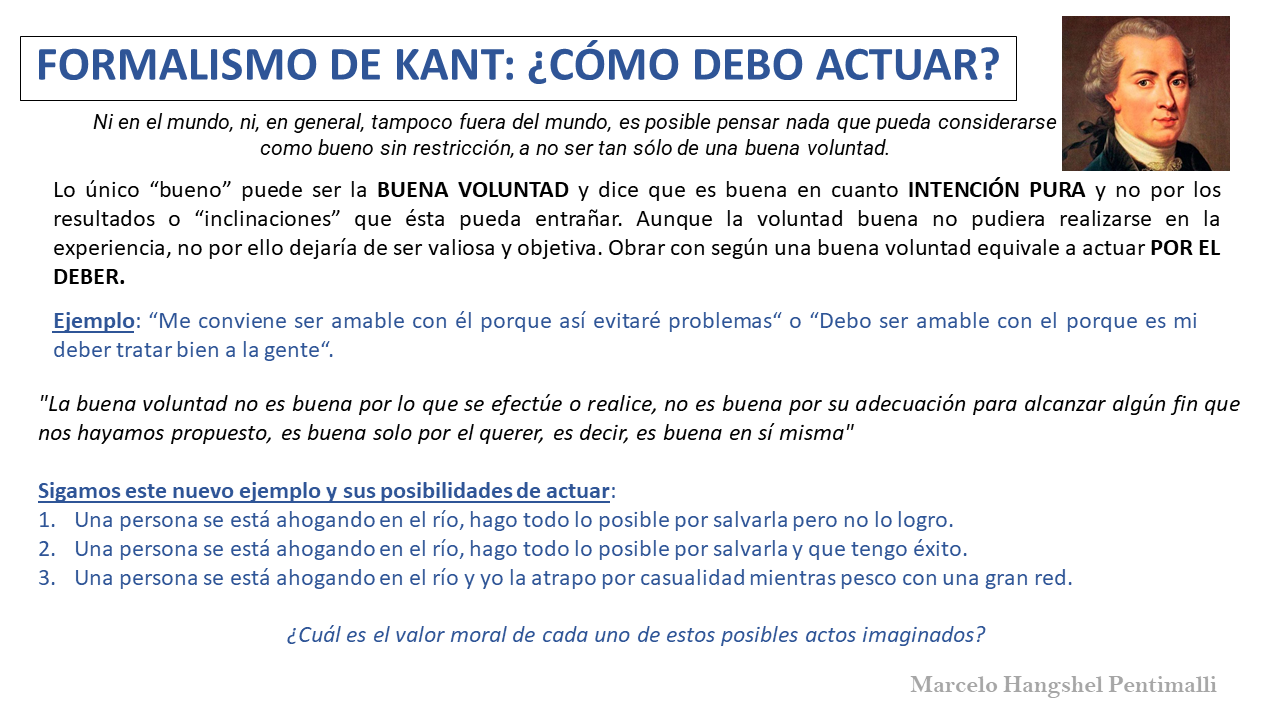 FORMALISMO DE KANT: ¿CÓMO DEBO ACTUAR?
Ni en el mundo, ni, en general, tampoco fuera del mundo, es posible pensar nada que pueda considerarse
como bueno sin restricción, a no ser tan sólo de una buena voluntad.
Lo único “bueno” puede ser la BUENA VOLUNTAD y dice que es buena en cuanto INTENCIÓN PURA y no por los
resultados o “inclinaciones” que ésta pueda entrañar. Aunque la voluntad buena no pudiera realizarse en la
experiencia, no por ello dejaría de ser valiosa y objetiva. Obrar con según una buena voluntad equivale a actuar POR EL
DEBER.
Ejemplo: “Me conviene ser amable con él porque así evitaré problemas“ o “Debo ser amable con el porque es mi
deber tratar bien a la gente“.
"La buena voluntad no es buena por lo que se efectúe o realice, no es buena por su adecuación para alcanzar algún fin que
nos hayamos propuesto, es buena solo por el querer, es decir, es buena en sí misma"
Sigamos este nuevo ejemplo y sus posibilidades de actuar:
1. Una persona se está ahogando en el río, hago todo lo posible por salvarla pero no lo logro.
2. Una persona se está ahogando en el río, hago todo lo posible por salvarla y que tengo éxito.
3. Una persona se está ahogando en el río y yo la atrapo por casualidad mientras pesco con una gran red.
¿Cuál es el valor moral de cada uno de estos posibles actos imaginados?
Marcelo Hangshel Pentimalli